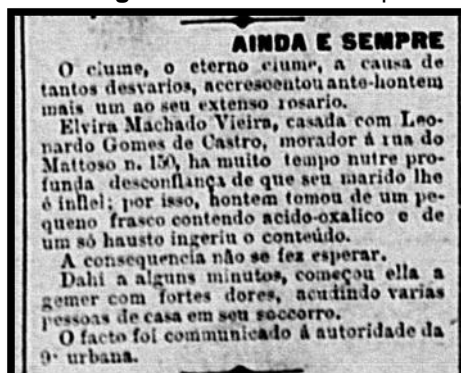 AINDA E SEMPRE
O ciume, o eterno ciume, a causa de
tantos desvarios, accrescentou ante-hontem
mais um ao seu extenso rosario.
Elvira Machado Vieira, casada com Leo-
nardo Gomes de Castro, morador á rua do
Mattoso n. 150, ha muito tempo nutre pro-
funda desconfiança de que seu marido lhe
é infiel; por isso, hontem tomou de um pe-
queno frasco contendo acido-oxalico e de
um só hausto ingeriu o conteúdo.
A consequencia não se fez esperar.
Dahi a alguns minutos, começou ella a
gemer com fortes dores, acudindo varias
pessoas de casa em seu soccorro.
O facto foi communicado á autoridade da
9ª urbana.